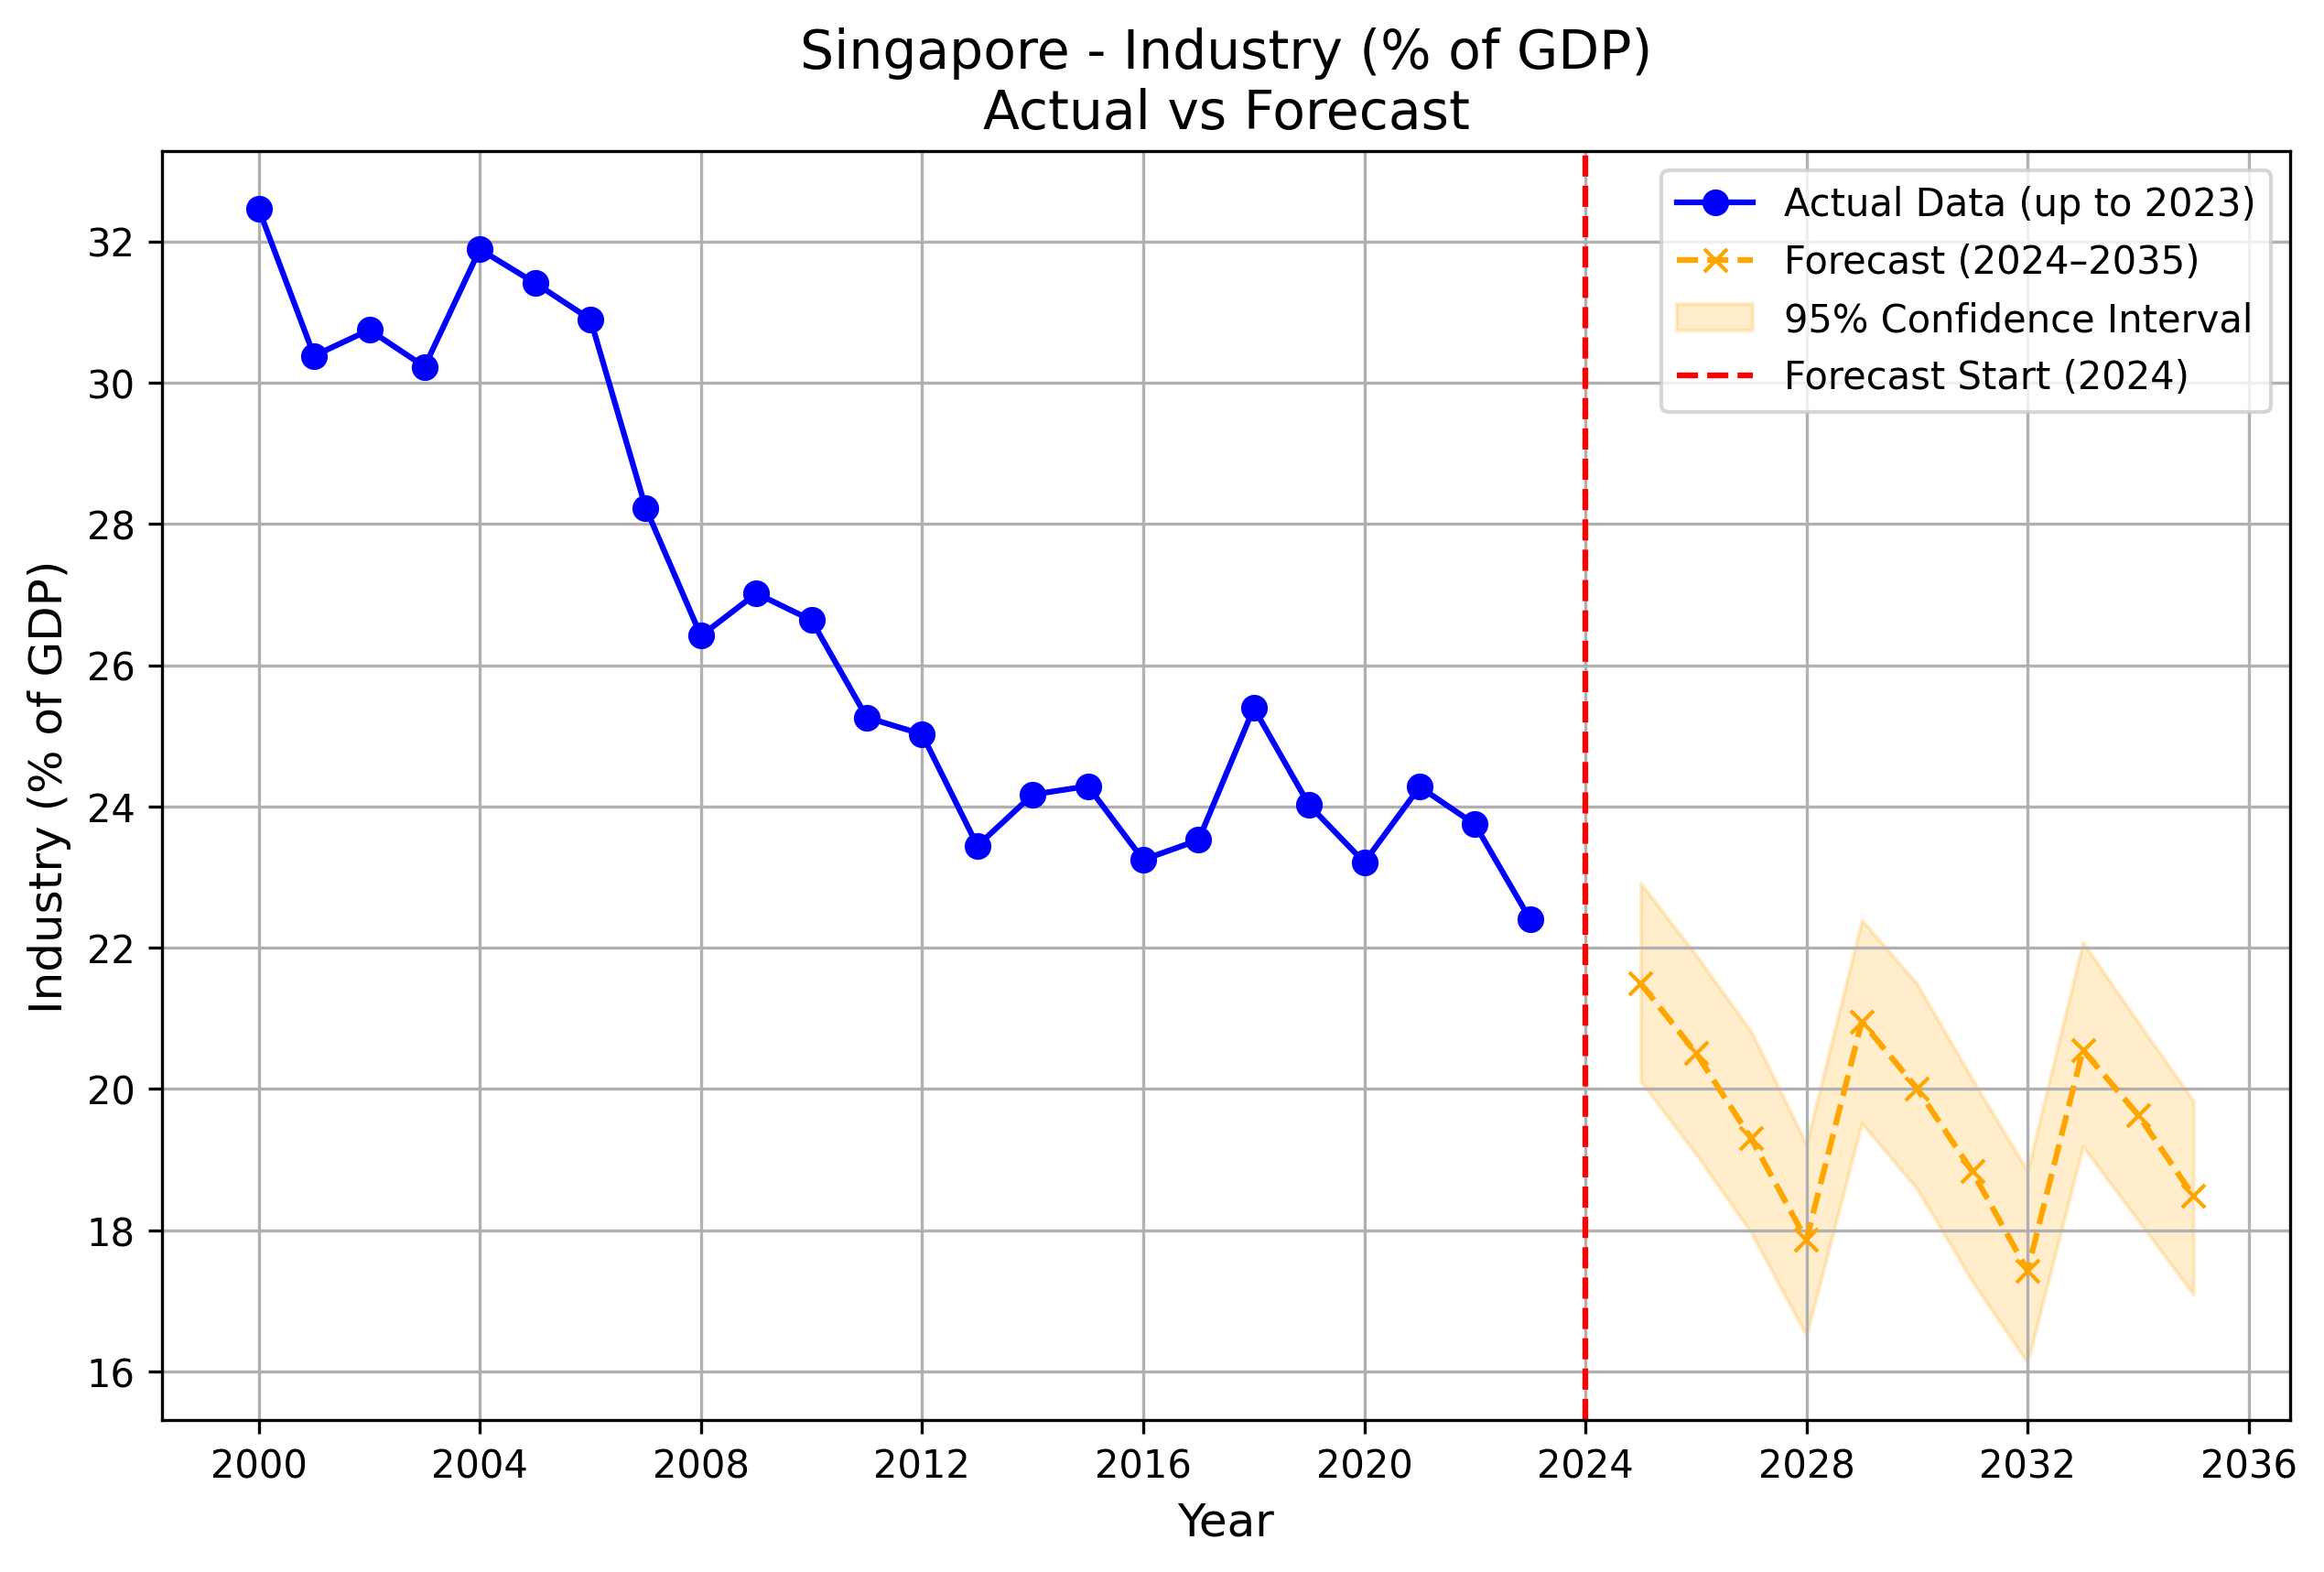 Singapore - Industry (% of GDP)
Actual vs Forecast
Actual Data (up to 2023)
Forecast (2024–2035)
95% Confidence Interval
Forecast Start (2024)
Industry (% of GDP)
32
30
28
26
24
22
20
18
16
2000 2004 2008 2012 2016 2020 2024 2028 2032 2036
Year